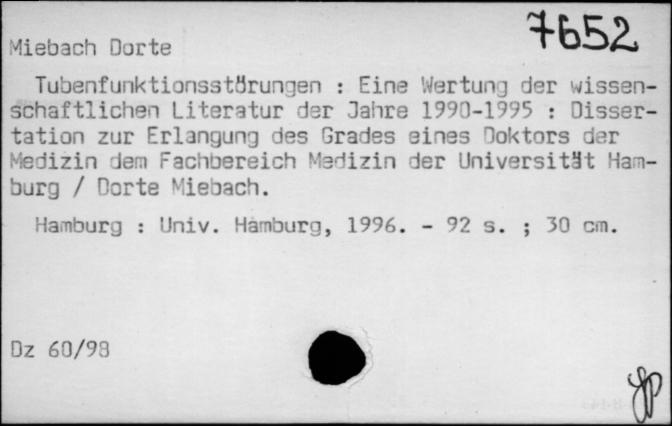 7652
Miebach Dorte
Tubenfunktionsstörungen : Eine Wertung der wissen-
schaftlichen Literatur der Jahre 1990-1995 : Disser-
tation zur Erlangung des Grades eines Doktors der
Medizin dem Fachbereich Medizin der Universität Ham-
burg / Dorte Miebach.
Hamburg : Univ. Hamburg, 1996. - 92 s. ; 30 cm.
Dz 60/98